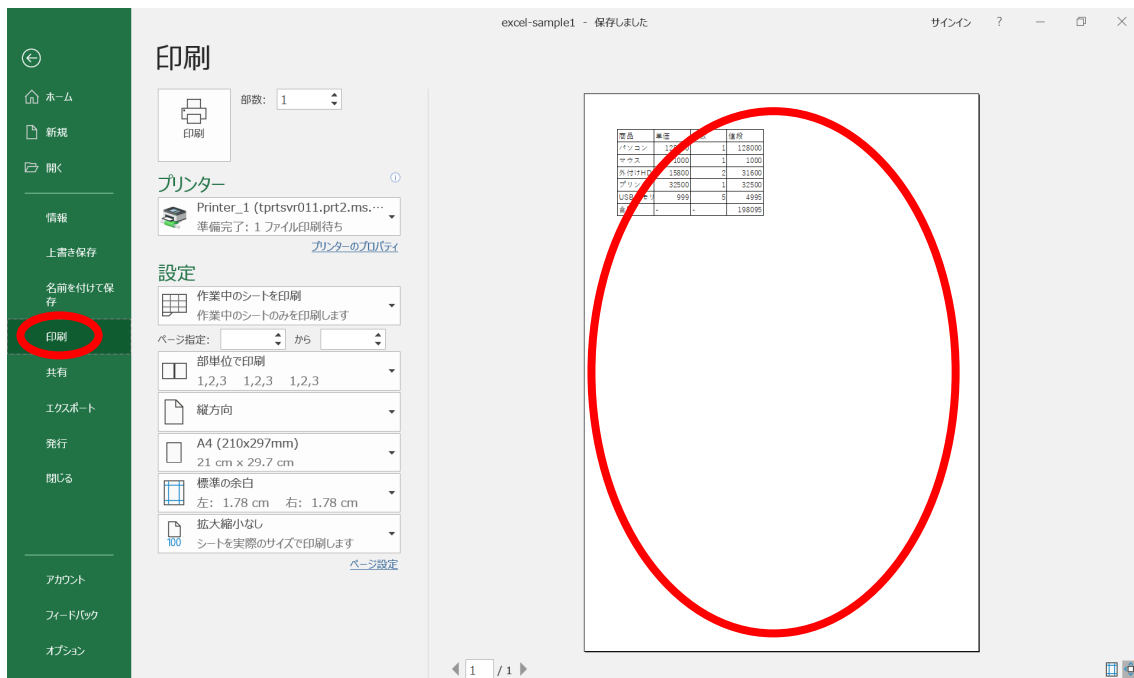 excel-sample1 - 保存しました
サインイン
?
ホーム
新規
開く
情報
上書き保存
名前を付けて保
存
印刷
共有
エクスポート
発行
閉じる
アカウント
フィードバック
オプション
印刷
印刷
部数: 1
プリンター
Printer_1 (tprtsvr011.prt2.ms.…
準備完了: 1 ファイル印刷待ち
プリンターのプロパティ
設定
作業中のシートを印刷
作業中のシートのみを印刷します
ページ指定: から
部単位で印刷
1,2,3 1,2,3 1,2,3
縦方向
A4 (210x297mm)
21 cm x 29.7 cm
標準の余白
左: 1.78 cm 右: 1.78 cm
拡大縮小なし
100
シートを実際のサイズで印刷します
ページ設定
商品 単価 値段
パソコン 1 128000
マウス 1000 1 1000
外付けHD 15800 2 31600
32500 1 32500
999 5 4995
- - 198095
1 / 1